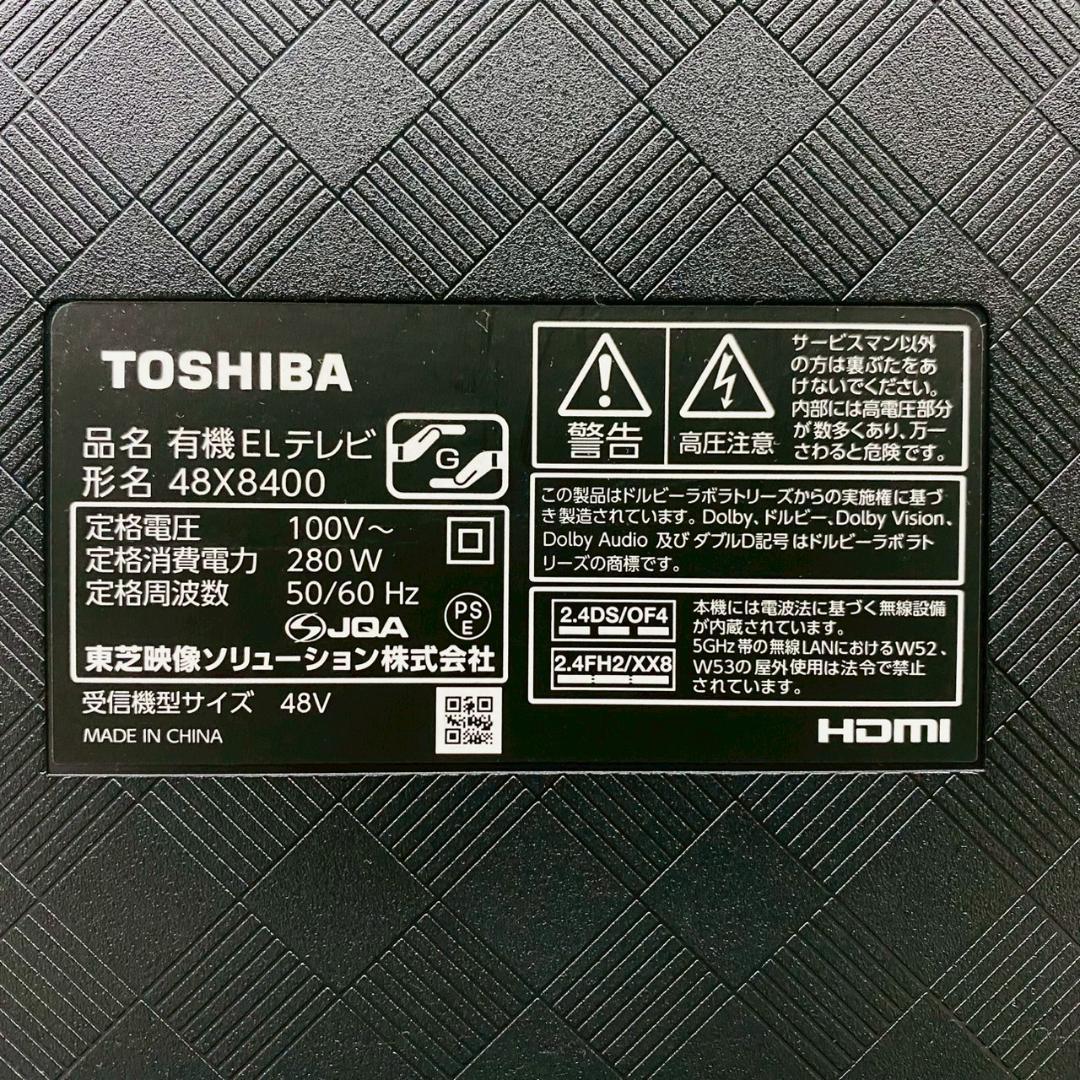 TOSHIBA
品名 有機ELテレビ
形名 48X8400
G
定格電圧 100V～
定格消費電力 280W
定格周波数 50/60 Hz
JQA
PS
E
東芝映像ソリューション株式会社
受信機型サイズ 48V
MADE IN CHINA
警告
高圧注意
サービスマン以外
の方は裏ぶたをあ
けないでください。
内部には高電圧部分
が数多くあり、万一
さわると危険です。
この製品はドルビーラボラトリーズからの実施権に基づ
き製造されています。Dolby、ドルビー、Dolby Vision、
Dolby Audio 及び ダブルD記号 はドルビーラボラト
リーズの商標です。
2.4DS/OF4
2.4FH2/XX8
本機には電波法に基づく無線設備
が内蔵されています。
5GHz帯の無線LANにおけるW52、
W53の屋外使用は法令で禁止
されています。
HDMI